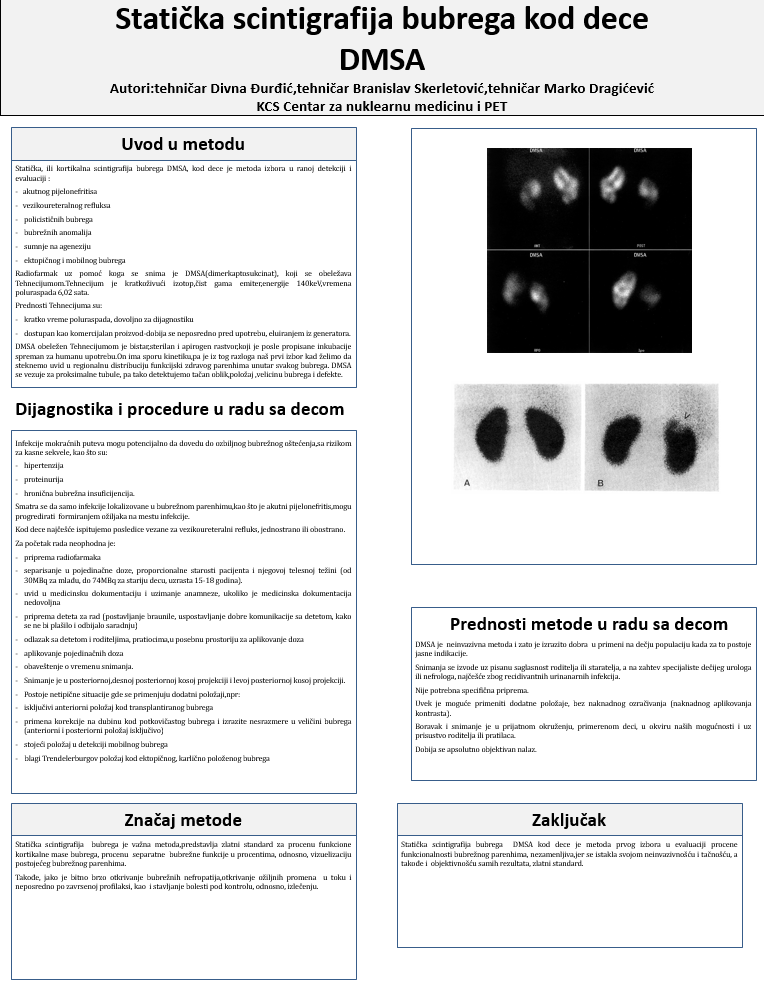 Statička scintigrafija bubrega kod dece
DMSA
Autori:tehničar Divna Đurđić,tehničar Branislav Skerletović,tehničar Marko Dragićević
KCS Centar za nuklearnu medicinu i PET
Uvod u metodu
Statička, ili kortikalna scintigrafija bubrega DMSA, kod dece je metoda izbora u ranoj detekciji i
evaluaciji :
- akutnog pijelonefritisa
- vezikoureteralnog refluksa
- policističnih bubrega
- bubrežnih anomalija
- sumnje na ageneziju
- ektopičnog i mobilnog bubrega
Radiofarmak uz pomoć koga se snima je DMSA(dimerkaptosukcinat), koji se obeležava
Tehnecijumom.Tehnecijum je kratkoživući izotop,čist gama emiter,energije 140keV,vremena
poluraspada 6,02 sata.
Prednosti Tehnecijuma su:
- kratko vreme poluraspada, dovoljno za dijagnostiku
- dostupan kao komercijalan proizvod-dobija se neposredno pred upotrebu, eluiranjem iz generatora.
DMSA obeležen Tehnecijumom je bistar,sterilan i apirogen rastvor,koji je posle propisane inkubacije
spreman za humanu upotrebu.On ima sporu kinetiku,pa je iz tog razloga naš prvi izbor kad želimo da
steknemo uvid u regionalnu distribuciju funkcijski zdravog parenhima unutar svakog bubrega. DMSA
se vezuje za proksimalne tubule, pa tako detektujemo tačan oblik,položaj ,velicinu bubrega i defekte.
Dijagnostika i procedure u radu sa decom
Infekcije mokraćnih puteva mogu potencijalno da dovedu do ozbiljnog bubrežnog oštećenja,sa rizikom
za kasne sekvele, kao što su:
- hipertenzija
- proteinurija
- hronična bubrežna insuficijencija.
Smatra se da samo infekcije lokalizovane u bubrežnom parenhimu,kao što je akutni pijelonefritis,mogu
progredirati formiranjem ožiljaka na mestu infekcije.
Kod dece najčešće ispitujemo posledice vezane za vezikoureteralni refluks, jednostrano ili obostrano.
Za početak rada neophodna je:
- priprema radiofarmaka
- separisanje u pojedinačne doze, proporcionalne starosti pacijenta i njegovoj telesnoj težini (od
30MBq za mlađu, do 74MBq za stariju decu, uzrasta 15-18 godina).
- uvid u medicinsku dokumentaciju i uzimanje anamneze, ukoliko je medicinska dokumentacija
nedovoljna
- priprema deteta za rad (postavljanje braunile, uspostavljanje dobre komunikacije sa detetom, kako
se ne bi plašilo i odbijalo saradnju)
- odlazak sa detetom i roditeljima, pratiocima,u posebnu prostoriju za aplikovanje doza
- aplikovanje pojedinačnih doza
- obaveštenje o vremenu snimanja.
- Snimanje je u posteriornoj,desnoj posteriornoj kosoj projekciji i levoj posteriornoj kosoj projekciji.
- Postoje netipične situacije gde se primenjuju dodatni položaji,npr:
- isključivi anteriorni položaj kod transplantiranog bubrega
- primena korekcije na dubinu kod potkovičastog bubrega i izrazite nesrazmere u veličini bubrega
(anteriorni i posteriorni položaj isključivo)
- stojeći položaj u detekciji mobilnog bubrega
- blagi Trendelerburgov položaj kod ektopičnog, karlično položenog bubrega
Značaj metode
Statička scintigrafija bubrega je važna metoda,predstavlja zlatni standard za procenu funkcione
kortikalne mase bubrega, procenu separatne bubrežne funkcije u procentima, odnosno, vizuelizaciju
postojećeg bubrežnog parenhima.
Takođe, jako je bitno brzo otkrivanje bubrežnih nefropatija,otkrivanje ožiljnih promena u toku i
neposredno po zavrsenoj profilaksi, kao i stavljanje bolesti pod kontrolu, odnosno, izlečenju.
DMSA DMSA
DMSA DMSA
A B
Prednosti metode u radu sa decom
DMSA je neinvazivna metoda i zato je izrazito dobra u primeni na dečju populaciju kada za to postoje
jasne indikacije.
Snimanja se izvode uz pisanu saglasnost roditelja ili staratelja, a na zahtev specijaliste dečijeg urologa
ili nefrologa, najčešće zbog recidivantnih urinanarnih infekcija.
Nije potrebna specifična priprema.
Uvek je moguće primeniti dodatne položaje, bez naknadnog ozračivanja (naknadnog aplikovanja
kontrasta).
Boravak i snimanje je u prijatnom okruženju, primerenom deci, u okviru naših mogućnosti i uz
prisustvo roditelja ili pratilaca.
Dobija se apsolutno objektivan nalaz.
Zaključak
Statička scintigrafija bubrega DMSA kod dece je metoda prvog izbora u evaluaciji procene
funkcionalnosti bubrežnog parenhima, nezamenljiva,jer se istakla svojom neinvazivnošću i tačnošću, a
takođe i objektivnošću samih rezultata, zlatni standard.